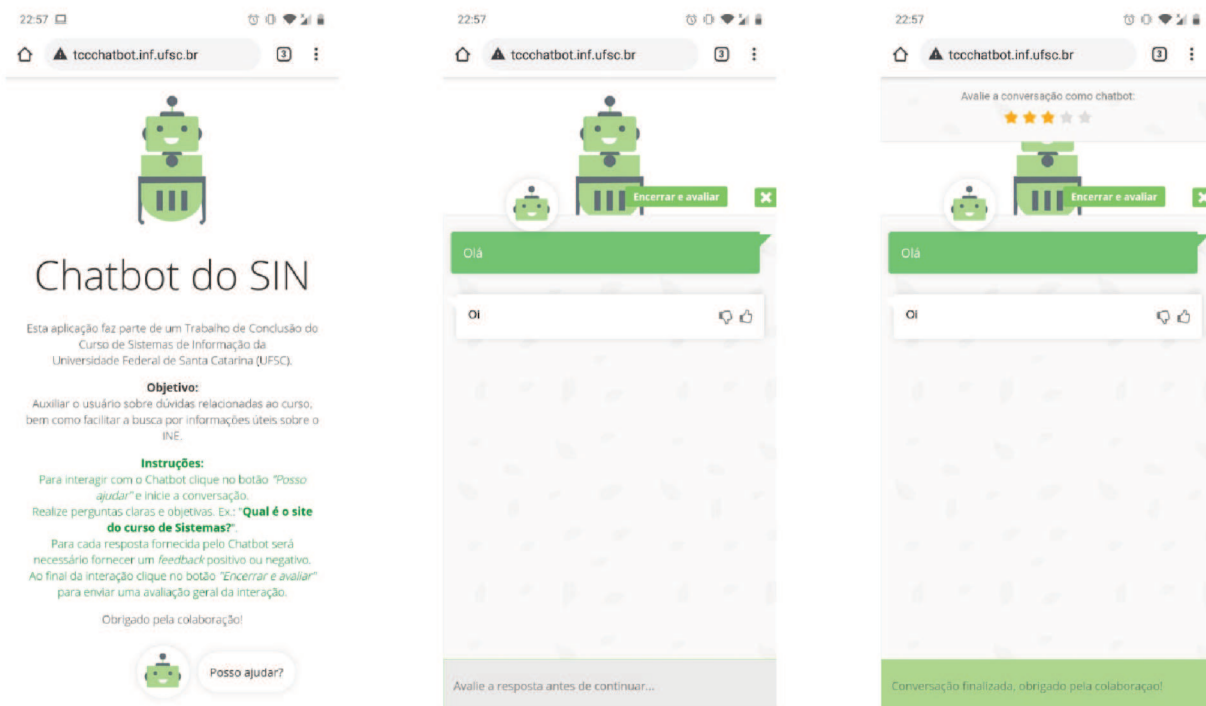 22:57
tccchatbot.inf.ufsc.br
3
Chatbot do SIN
Esta aplicação faz parte de um Trabalho de Conclusão do
Curso de Sistemas de Informação da
Universidade Federal de Santa Catarina (UFSC).
Objetivo:
Auxiliar o usuário sobre dúvidas relacionadas ao curso,
bem como facilitar a busca por informações úteis sobre o
INE.
Instruções:
Para interagir com o Chatbot clique no botão "Posso
ajudar" e inicie a conversação.
Realize perguntas claras e objetivas. Ex.: "Qual é o site
do curso de Sistemas?".
Para cada resposta fornecida pelo Chatbot será
necessário fornecer um feedback positivo ou negativo.
Ao final da interação clique no botão "Encerrar e avaliar"
para enviar uma avaliação geral da interação.
Obrigado pela colaboração!
Posso ajudar?
22:57
tccchatbot.inf.ufsc.br
3
Encerrar e avaliar
Olá
Oi
Avalie a resposta antes de continuar...
22:57
tccchatbot.inf.ufsc.br
3
Avalie a conversação como chatbot:
Encerrar e avaliar
Olá
Oi
Conversação finalizada, obrigado pela colaboraçao!